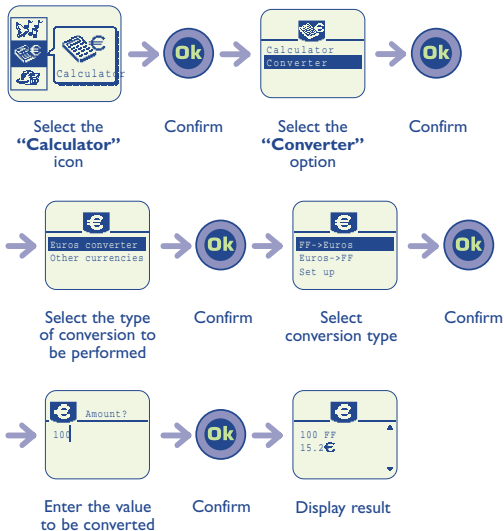 Calculator
Ok
Calculator
Converter
Ok
Select the
“Calculator”
icon
Confirm
Select the
“Converter”
option
Confirm
€
Euros converter
Other currencies
Ok
€
FF->Euros
Euros->FF
Set up
Ok
Select the type
of conversion to
be performed
Confirm
Select
conversion type
Confirm
€ Amount?
100
Ok
€
100 FF
15.2€
Enter the value
to be converted
Confirm
Display result